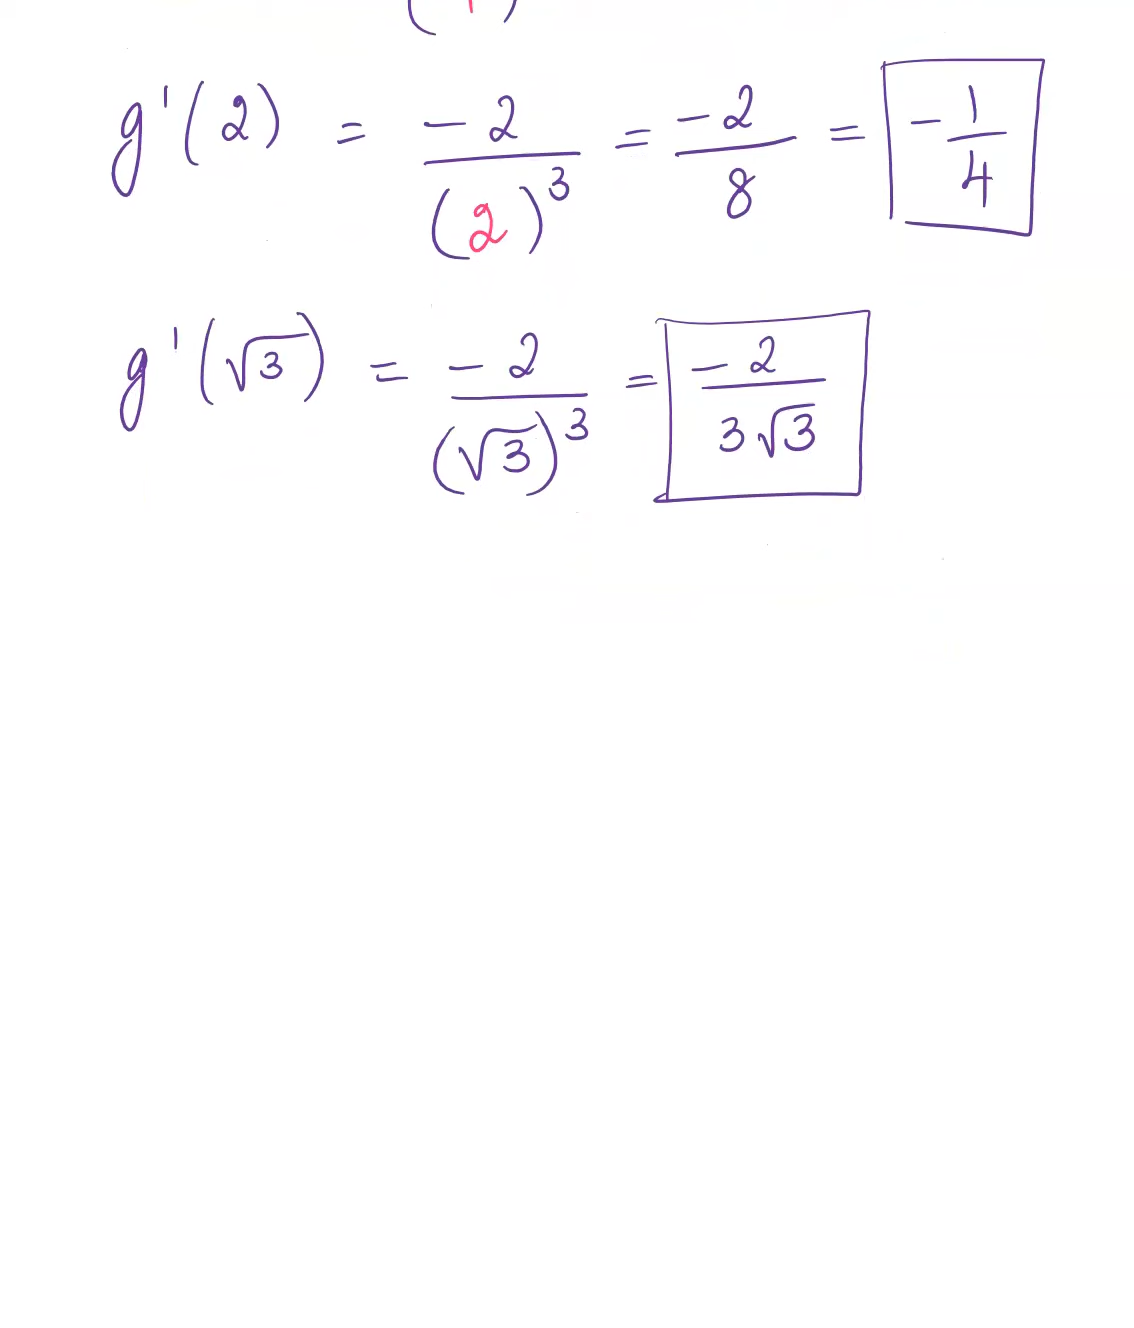 g'(2) = -2/(2)^3 = -2/8 = -1/4
g'(√3) = -2/(√3)^3 = -2/3√3